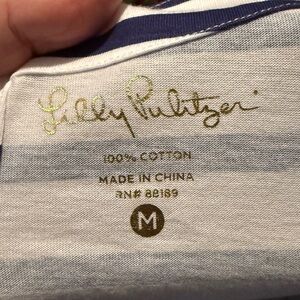 Lilly Pulitzer
100% COTTON
MADE IN CHINA
RN# 88189
M